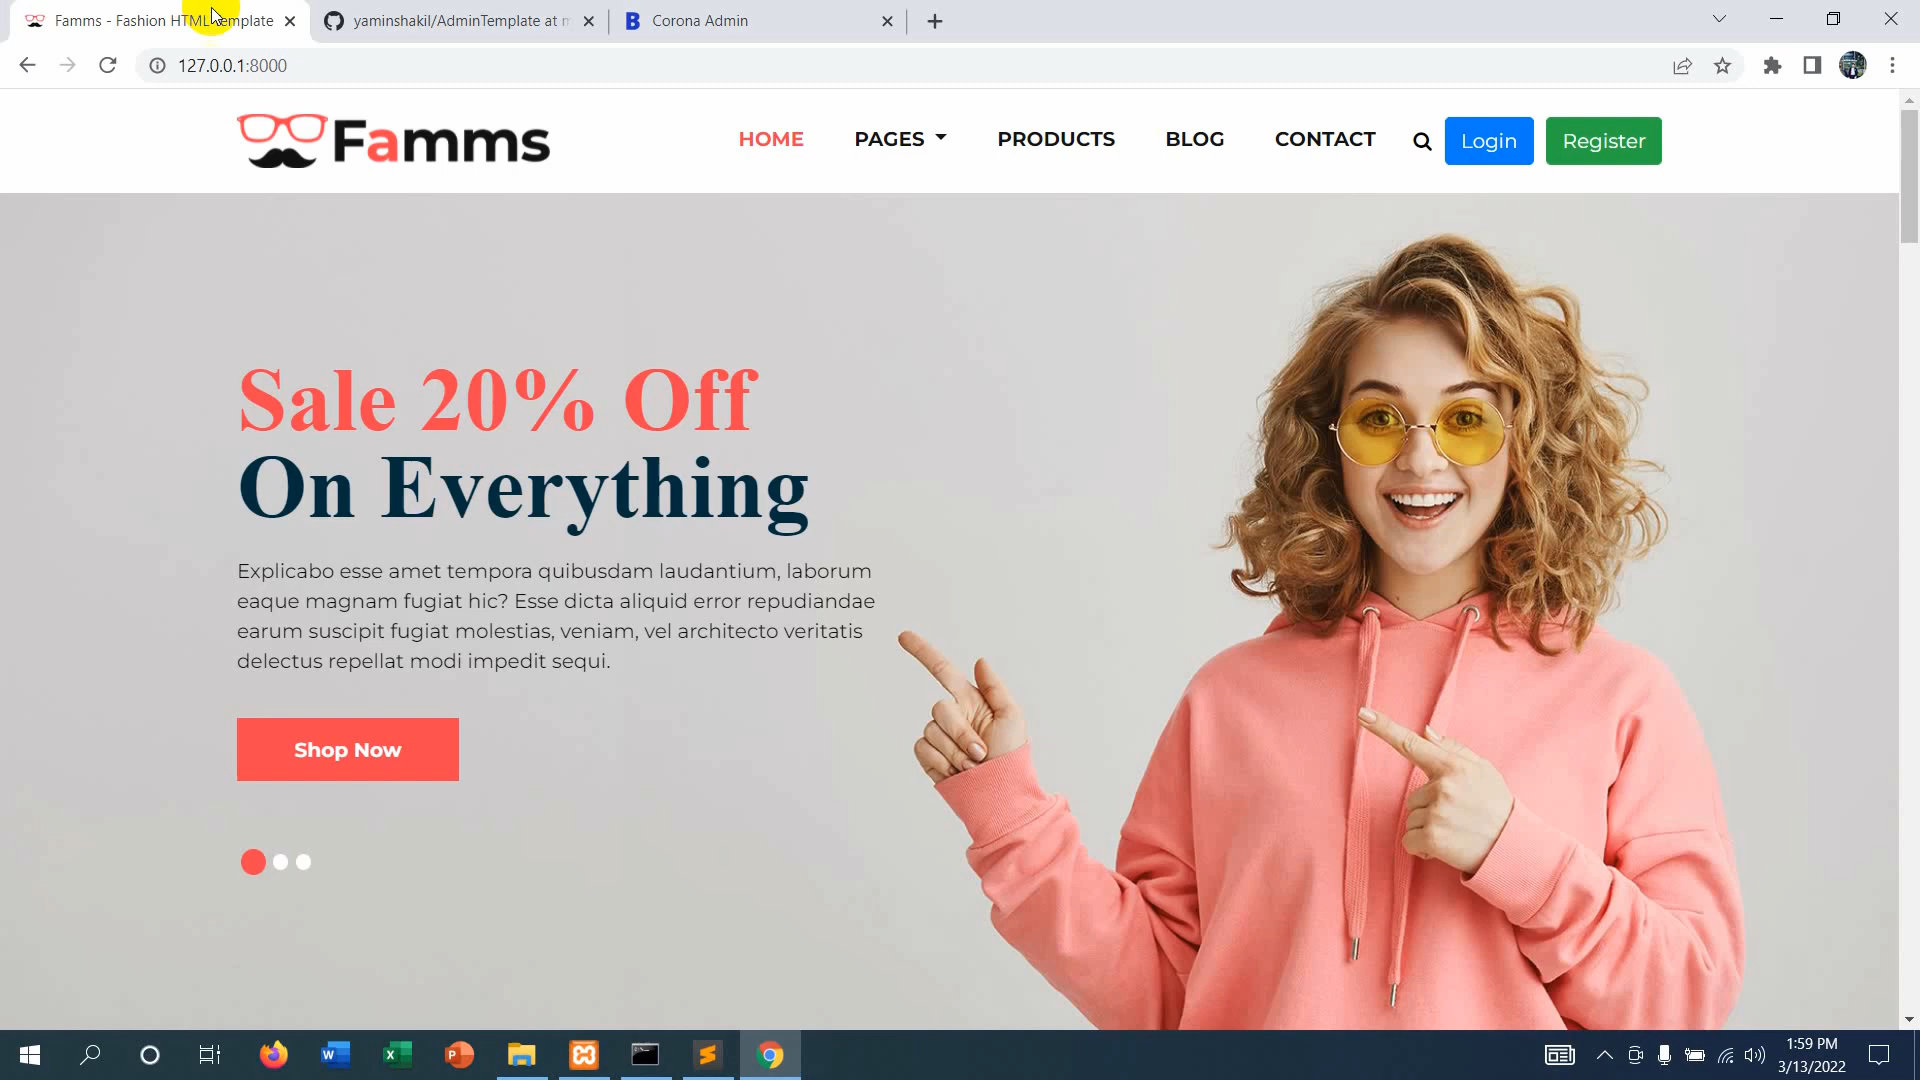 Famms - Fashion HTML Template
yaminshakil/AdminTemplate at m
Corona Admin
127.0.0.1:8000
Famms
HOME
PAGES
PRODUCTS
BLOG
CONTACT
Login
Register
Sale 20% Off
On Everything
Explicabo esse amet tempora quibusdam laudantium, laborum
eaque magnam fugiat hic? Esse dicta aliquid error repudiandae
earum suscipit fugiat molestias, veniam, vel architecto veritatis
delectus repellat modi impedit sequi.
Shop Now
1:59 PM
3/13/2022